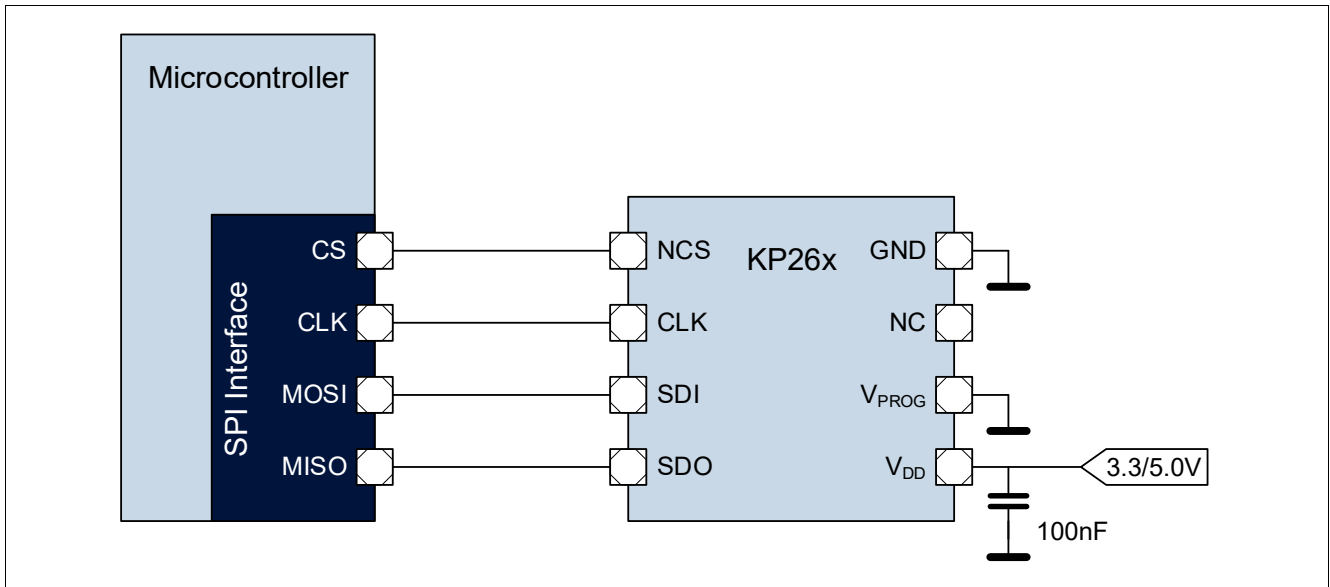 Microcontroller
SPI Interface
CS
CLK
MOSI
MISO
KP26x
NCS
CLK
SDI
SDO
GND
NC
VPROG
VDD
3.3/5.0V
100nF